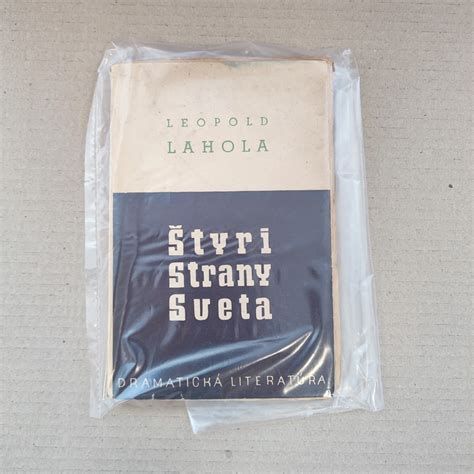 LEOPOLD
LAHOLA
Štyri
Strany
Sveta
DRAMATICKÁ LITERATÚRA